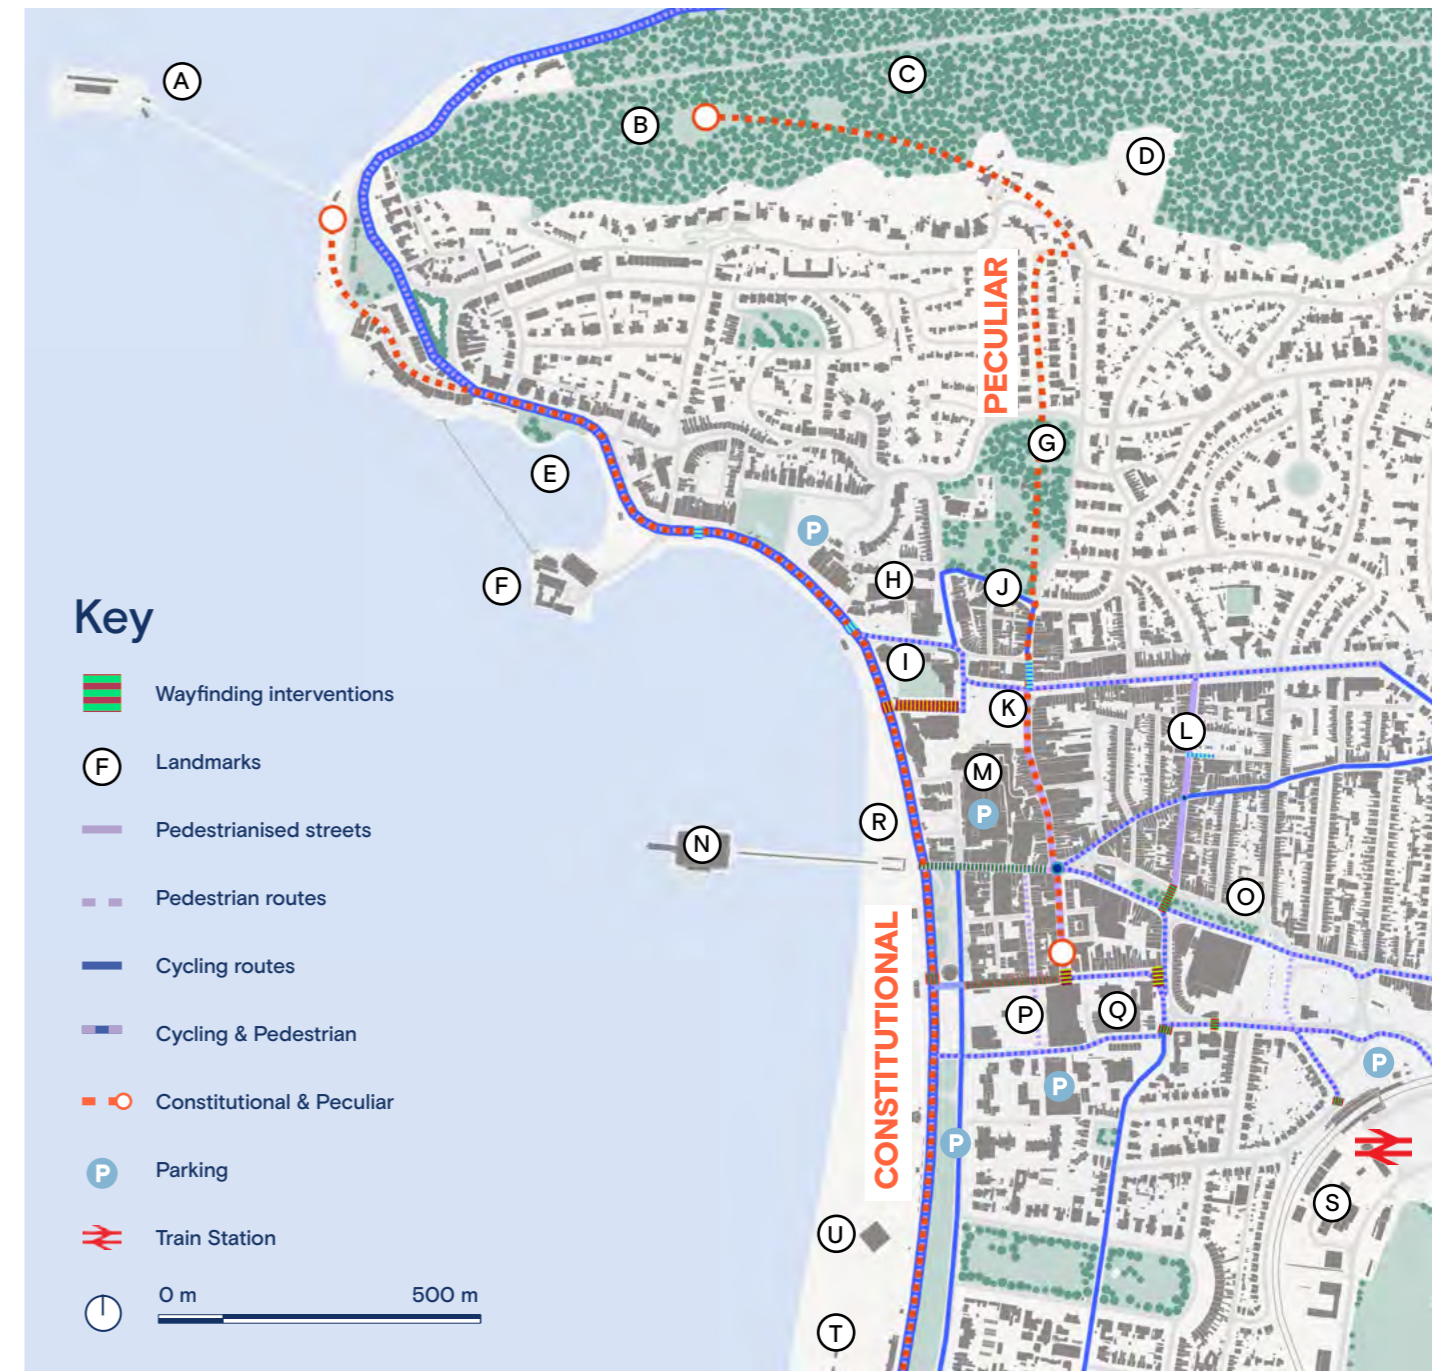 A
C
B
D
PECULIAR
G
E
P
F
H
J
Key
I
Wayfinding interventions
K
L
F Landmarks
M
P
R
Pedestrianised streets
N
O
Pedestrian routes
CONSTITUTIONAL
Cycling routes
P
Q
Cycling & Pedestrian
P
P
Constitutional & Peculiar
P
P Parking
S
U
Train Station
0 m 500 m
T